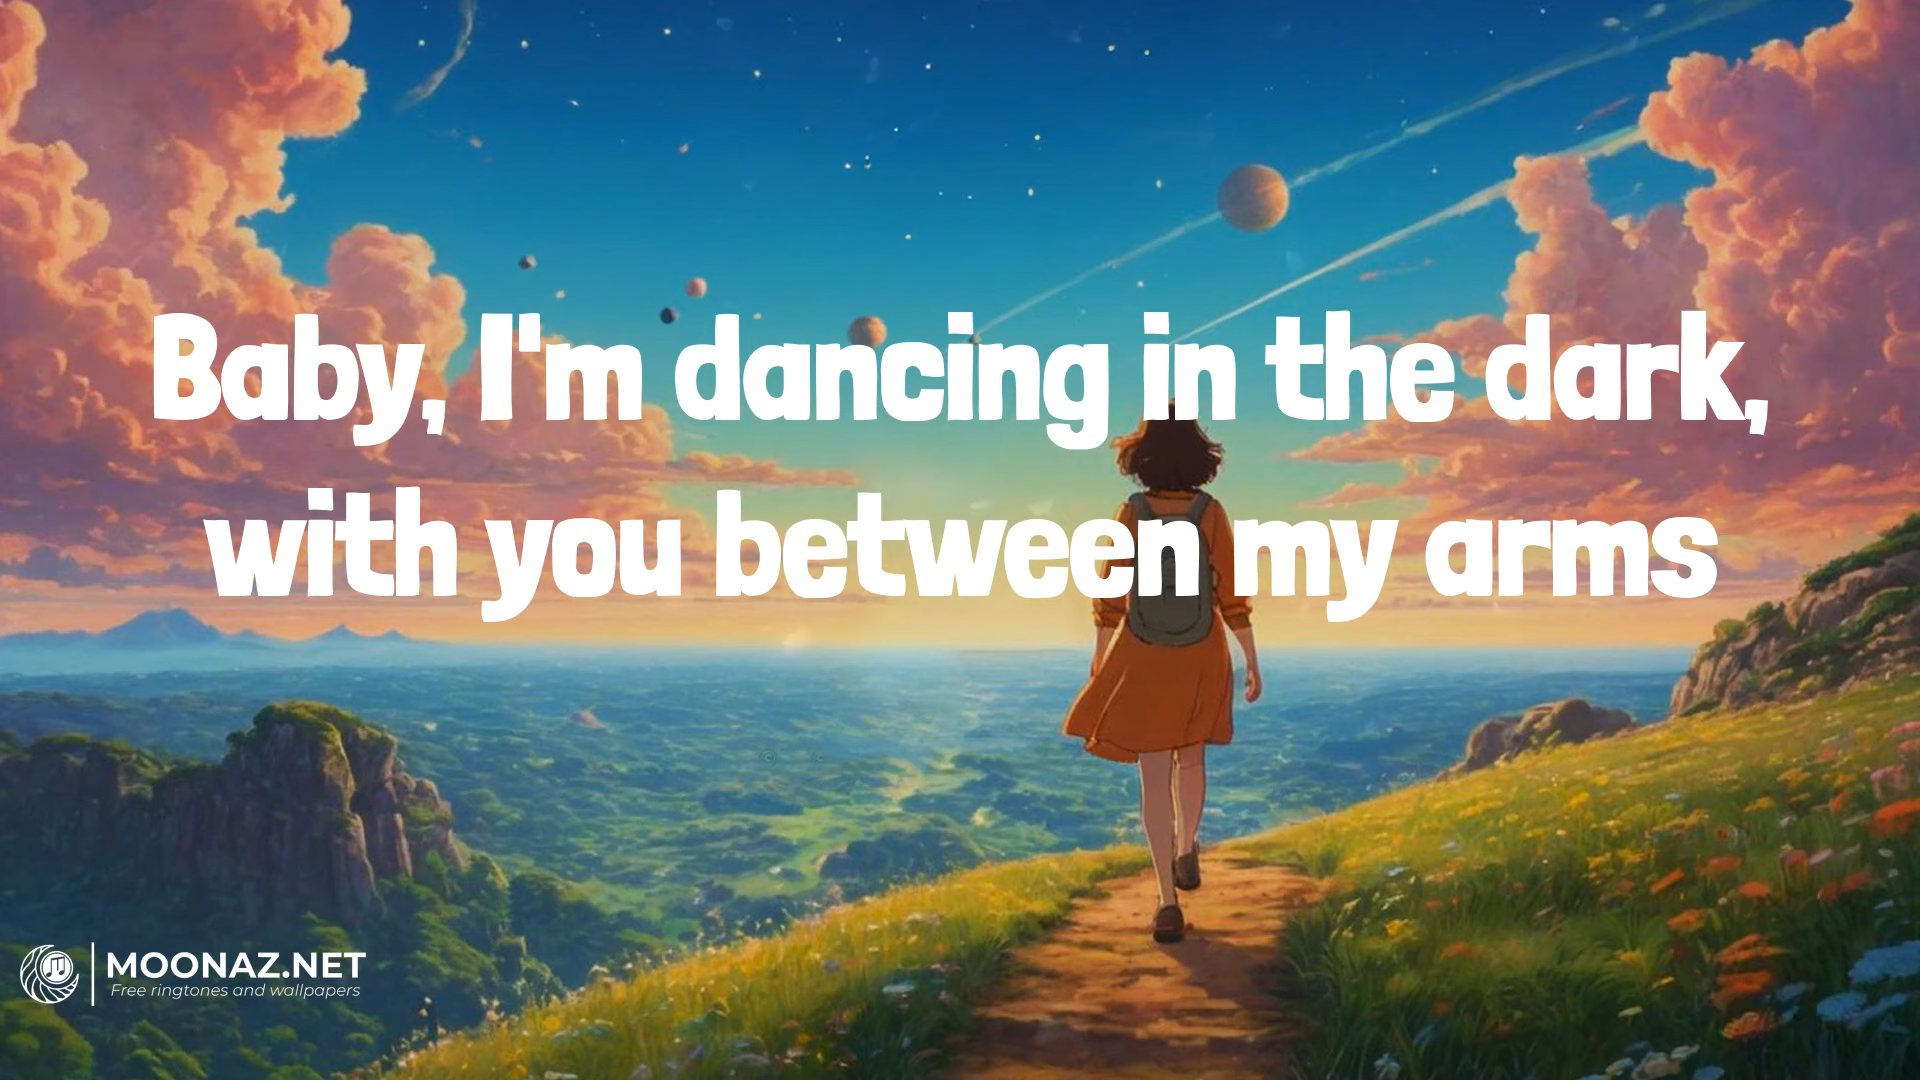 Baby, I'm dancing in the dark,
with you between my arms
MOONAZ.NET
Free ringtones and wallpapers